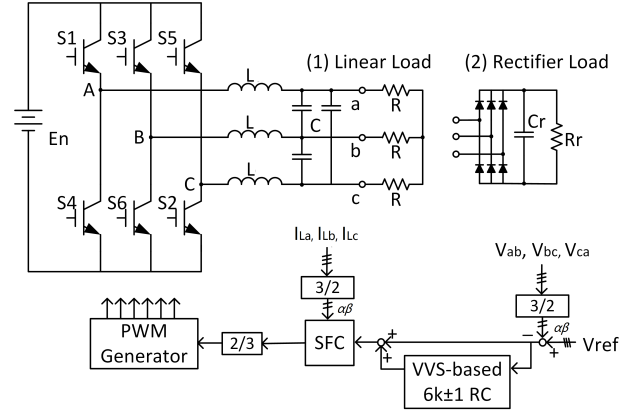 S1 S3 S5
(1) Linear Load (2) Rectifier Load
L
A
a
R
En
B
L
C
b
R
Cr
Rr
C
L
c
R
S4 S6 S2
ILa, ILb, ILc
Vab, Vbc, Vca
3/2
3/2
αβ
αβ
PWM
Generator
2/3
SFC
+
+
−
+
Vref
VVS-based
6k±1 RC